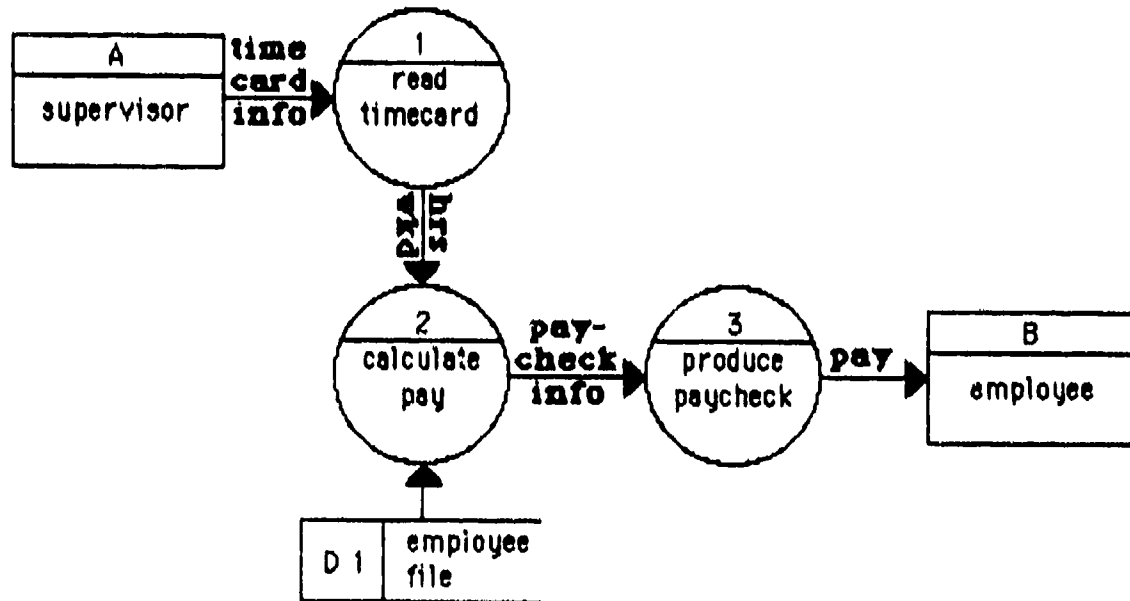 A
supervisor
time
card
info
1
read
timecard
wkd
hrs
2
calculate
pay
pay-
check
info
3
produce
paycheck
pay
B
employee
D 1
employee
file